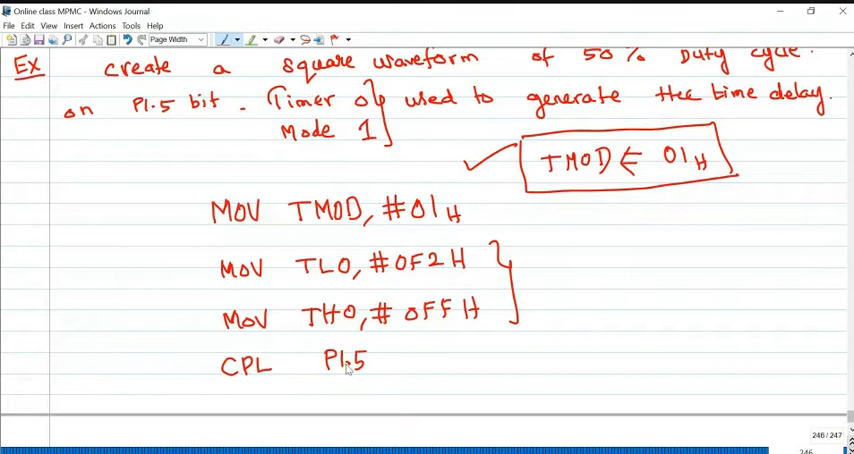 Online class MPMC - Windows Journal
File Edit View Insert Actions Tools Help
Page Width
Ex create a square waveform of 50% Duty cycle.
on P1.5 bit. Timer 0 used to generate the time delay.
Mode 1
TMOD ← 01H
MOV TMOD, #01H
MOV TL0, #0F2H
MOV TH0, #0FFH
CPL P1.5
246 / 247
246